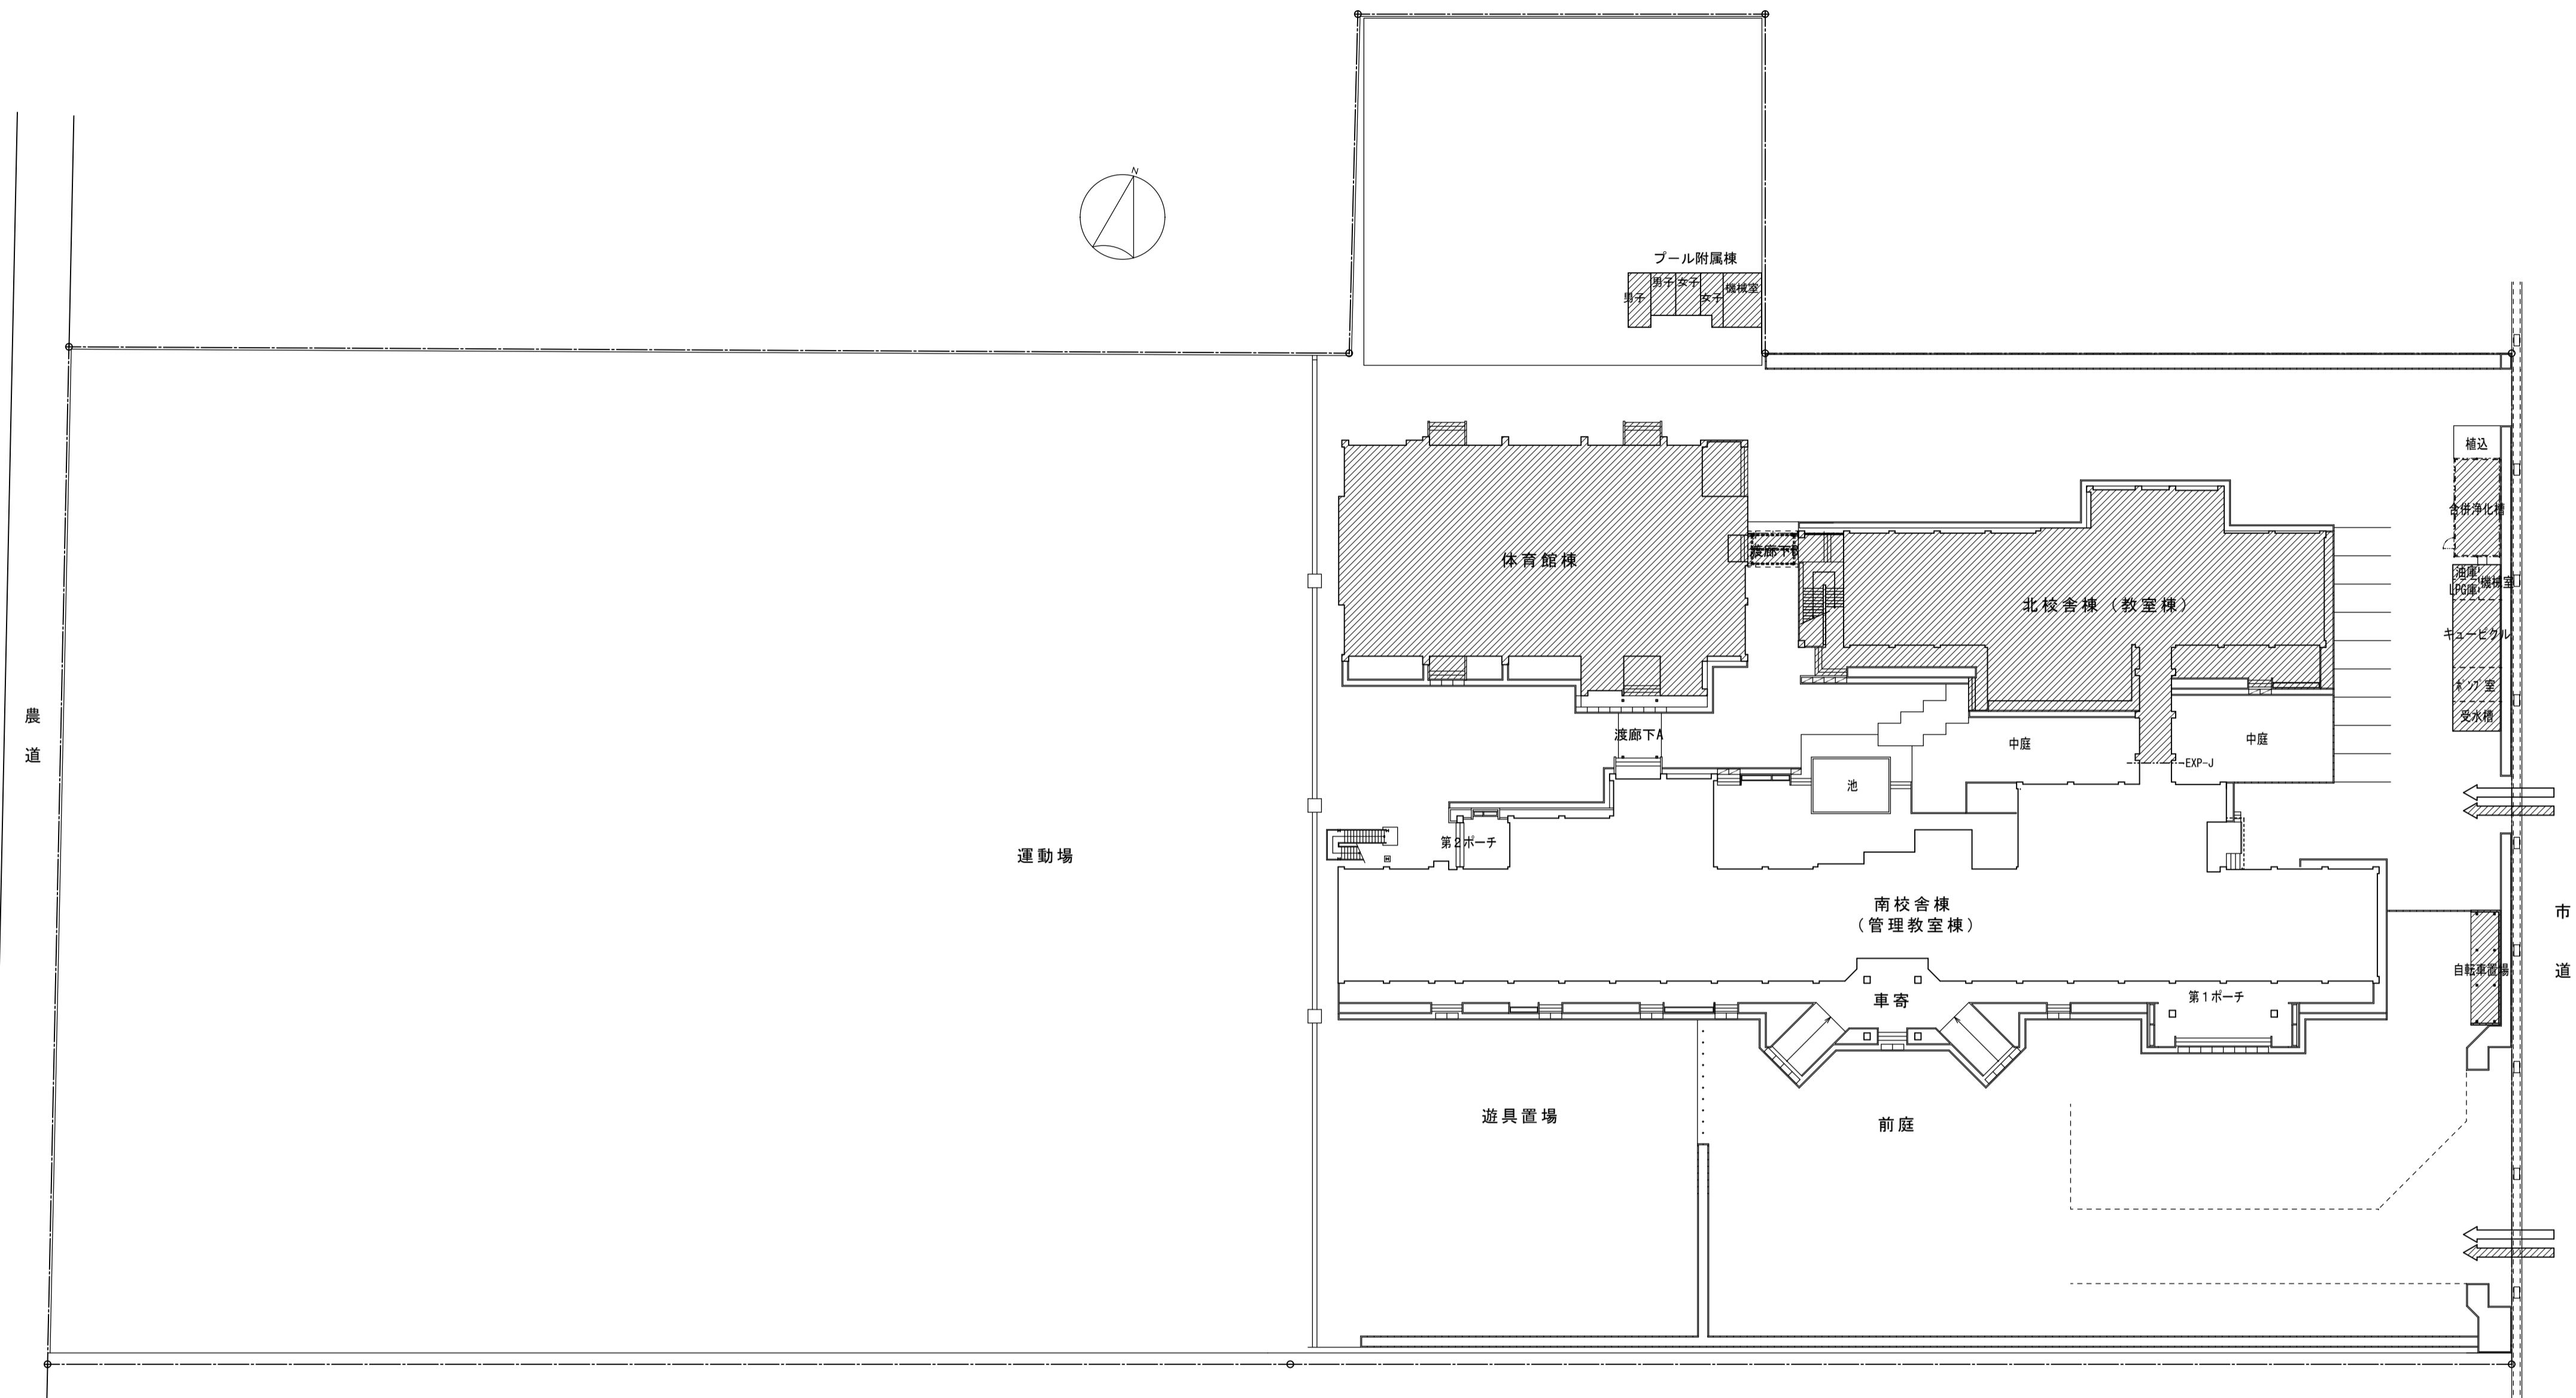 N
プール附属棟
男子
男子
女子
女子
機械室
植込
合併浄化槽
体育館棟
北校舎棟（教室棟）
油庫
機械室
LPG庫
キュービクル
ポンプ室
受水槽
農
道
渡廊下A
中庭
中庭
EXP-J
池
第２ポーチ
運動場
南校舎棟
（管理教室棟）
市
道
自転車置場
車寄
第１ポーチ
遊具置場
前庭